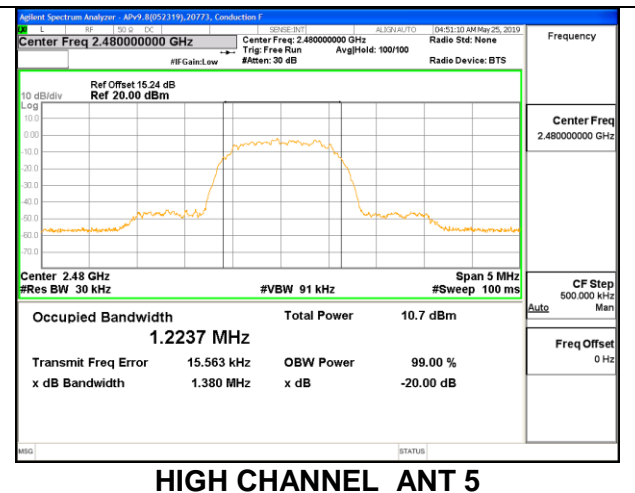 Agilent Spectrum Analyzer - APv9.8(052319),20773, Conduction F
L RF 50 Ω DC SENSE:INT ALIGN AUTO 04:51:10 AM May 25, 2019
Center Freq 2.480000000 GHz Center Freq: 2.480000000 GHz Radio Std: None Frequency
Trig: Free Run Avg|Hold: 100/100
#IFGain:Low #Atten: 30 dB Radio Device: BTS
Ref Offset 15.24 dB
10 dB/div Ref 20.00 dBm
Log
10.0
0.00
-10.0
-20.0
-30.0
-40.0
-50.0
-60.0
-70.0
Center Freq
2.480000000 GHz
Center 2.48 GHz Span 5 MHz
#Res BW 30 kHz #VBW 91 kHz #Sweep 100 ms
CF Step
500.000 kHz
Auto Man
Occupied Bandwidth Total Power 10.7 dBm
1.2237 MHz
Transmit Freq Error 15.563 kHz OBW Power 99.00 %
x dB Bandwidth 1.380 MHz x dB -20.00 dB
Freq Offset
0 Hz
MSG STATUS
HIGH CHANNEL ANT 5